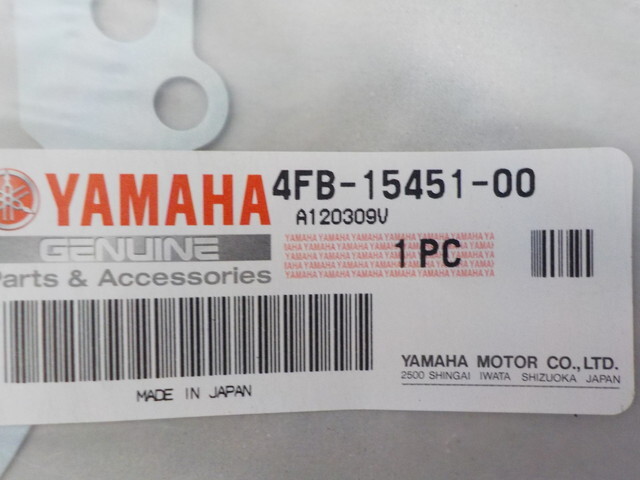 YAMAHA
4FB-15451-00
A120309V
GENUINE
Parts & Accessories
1 PC
YAMAHA MOTOR CO.,LTD.
2500 SHINGAI IWATA SHIZUOKA JAPAN
MADE IN JAPAN